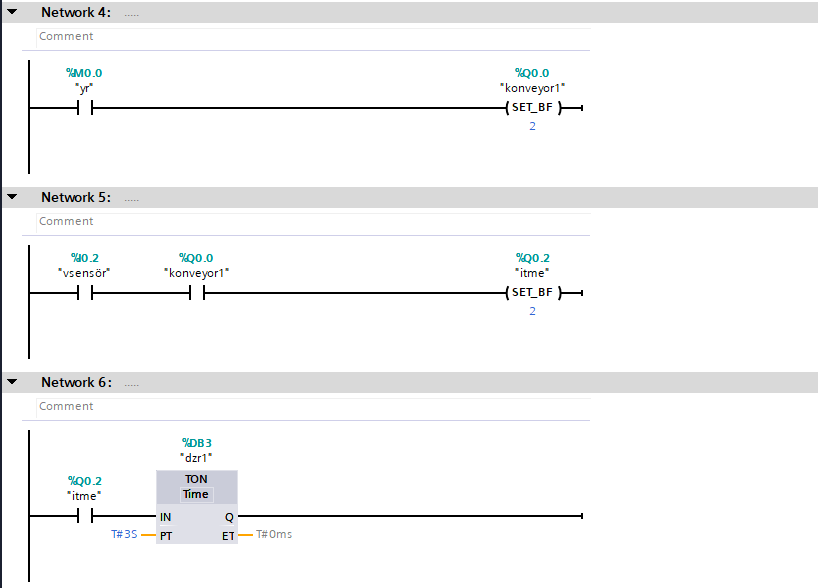 Network 4: .....
Comment
%M0.0 %Q0.0
"yr" "konveyor1"
SET_BF
2
Network 5: .....
Comment
%I0.2 %Q0.0 %Q0.2
"vsensör" "konveyor1" "itme"
SET_BF
2
Network 6: .....
Comment
%DB3
"dzr1"
%Q0.2 TON
"itme" Time
IN Q
T#3S PT ET T#0ms